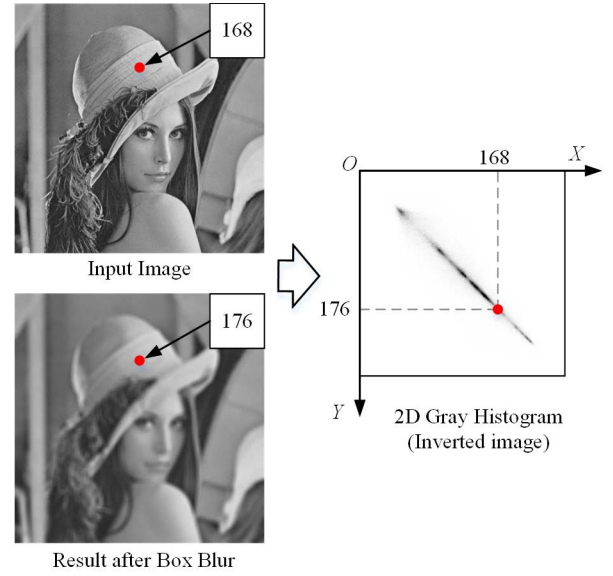 168
Input Image
176
Result after Box Blur
O
168
X
176
Y
2D Gray Histogram
(Inverted image)